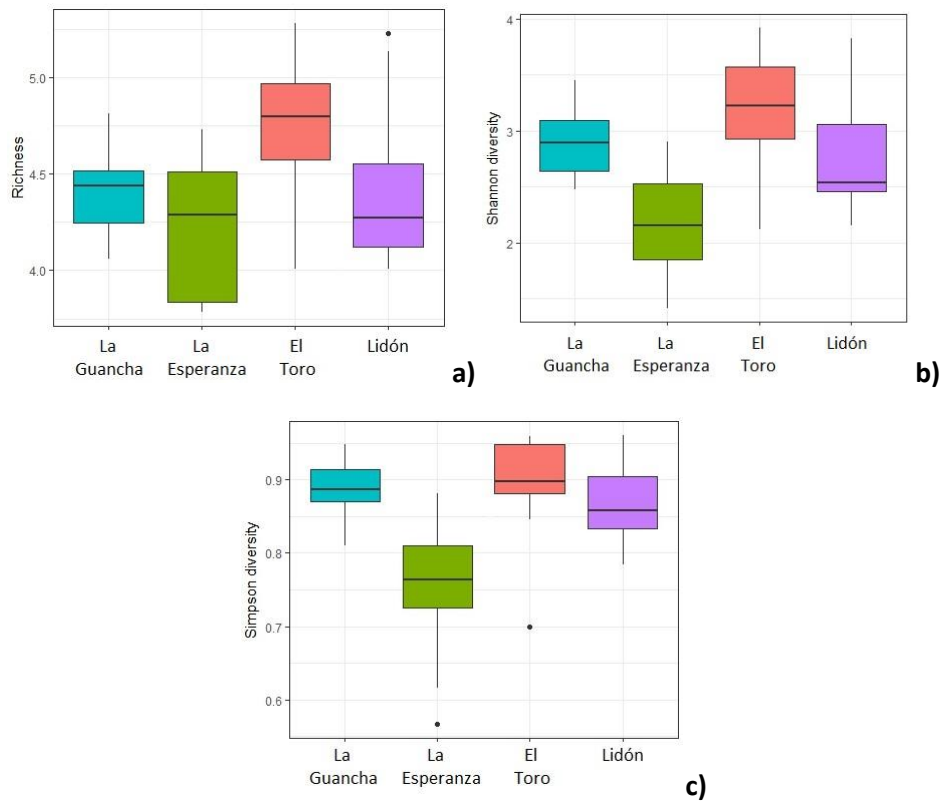 Richness
5.0
4.5
4.0
La
Guancha
La
Esperanza
El
Toro
Lidón
a)
Shannon diversity
4
3
2
1
La
Guancha
La
Esperanza
El
Toro
Lidón
b)
Simpson diversity
0.9
0.8
0.7
0.6
La
Guancha
La
Esperanza
El
Toro
Lidón
c)